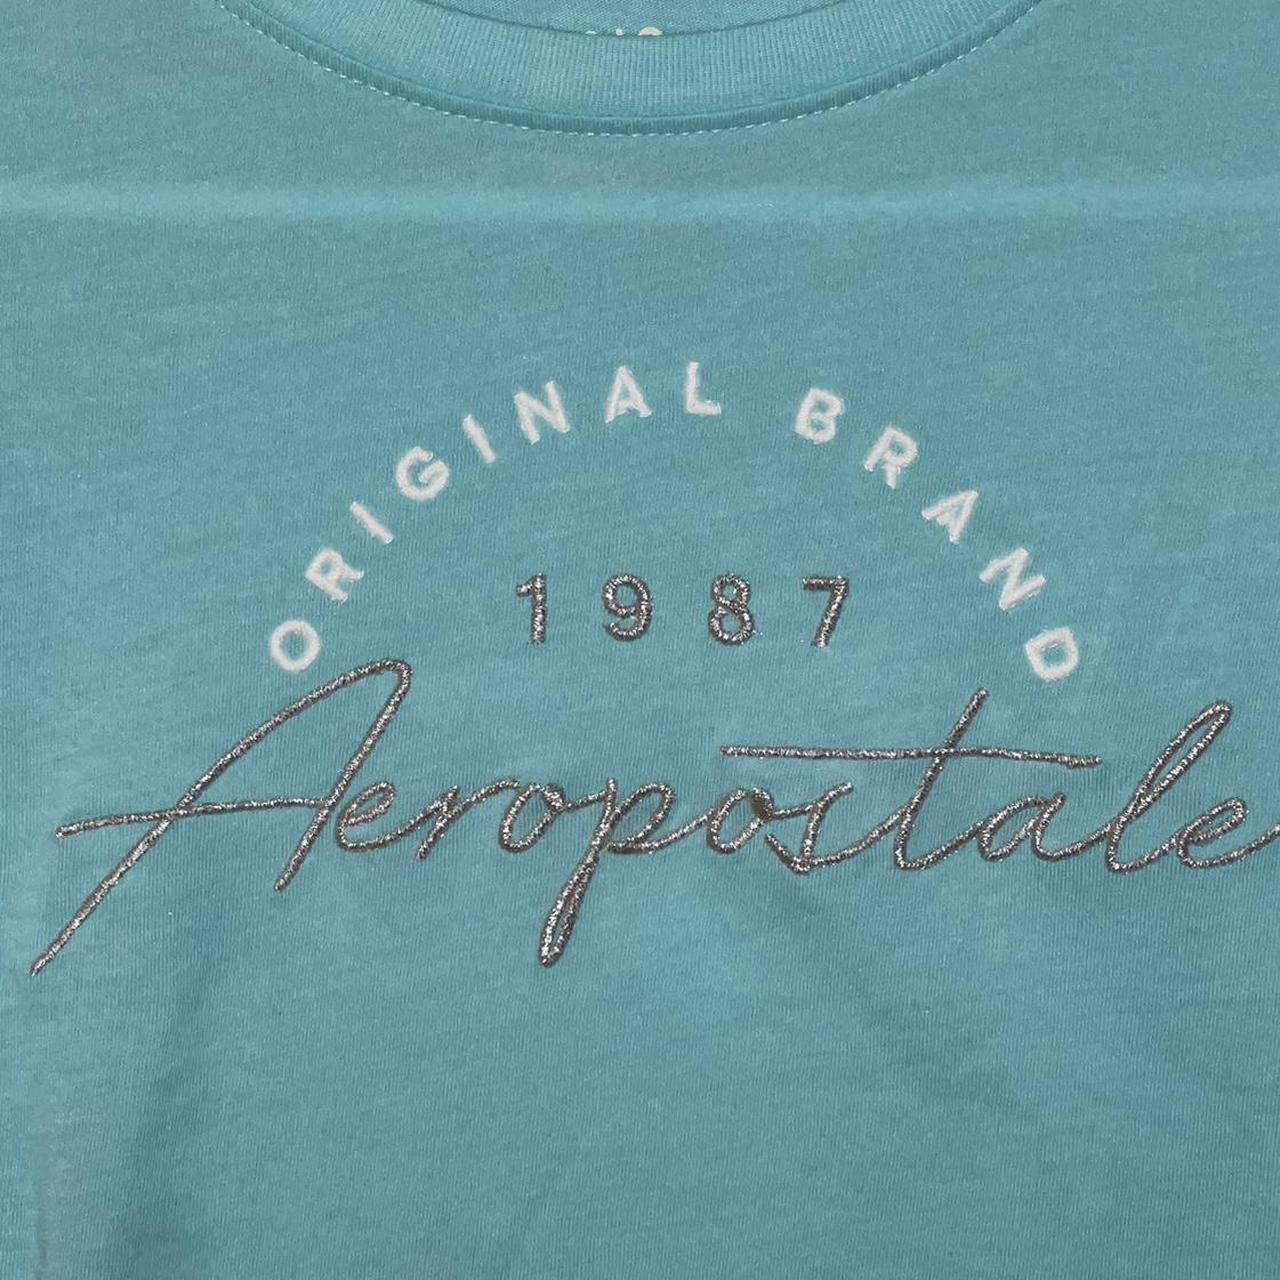 ORIGINAL BRAND
1987
Aeropostale